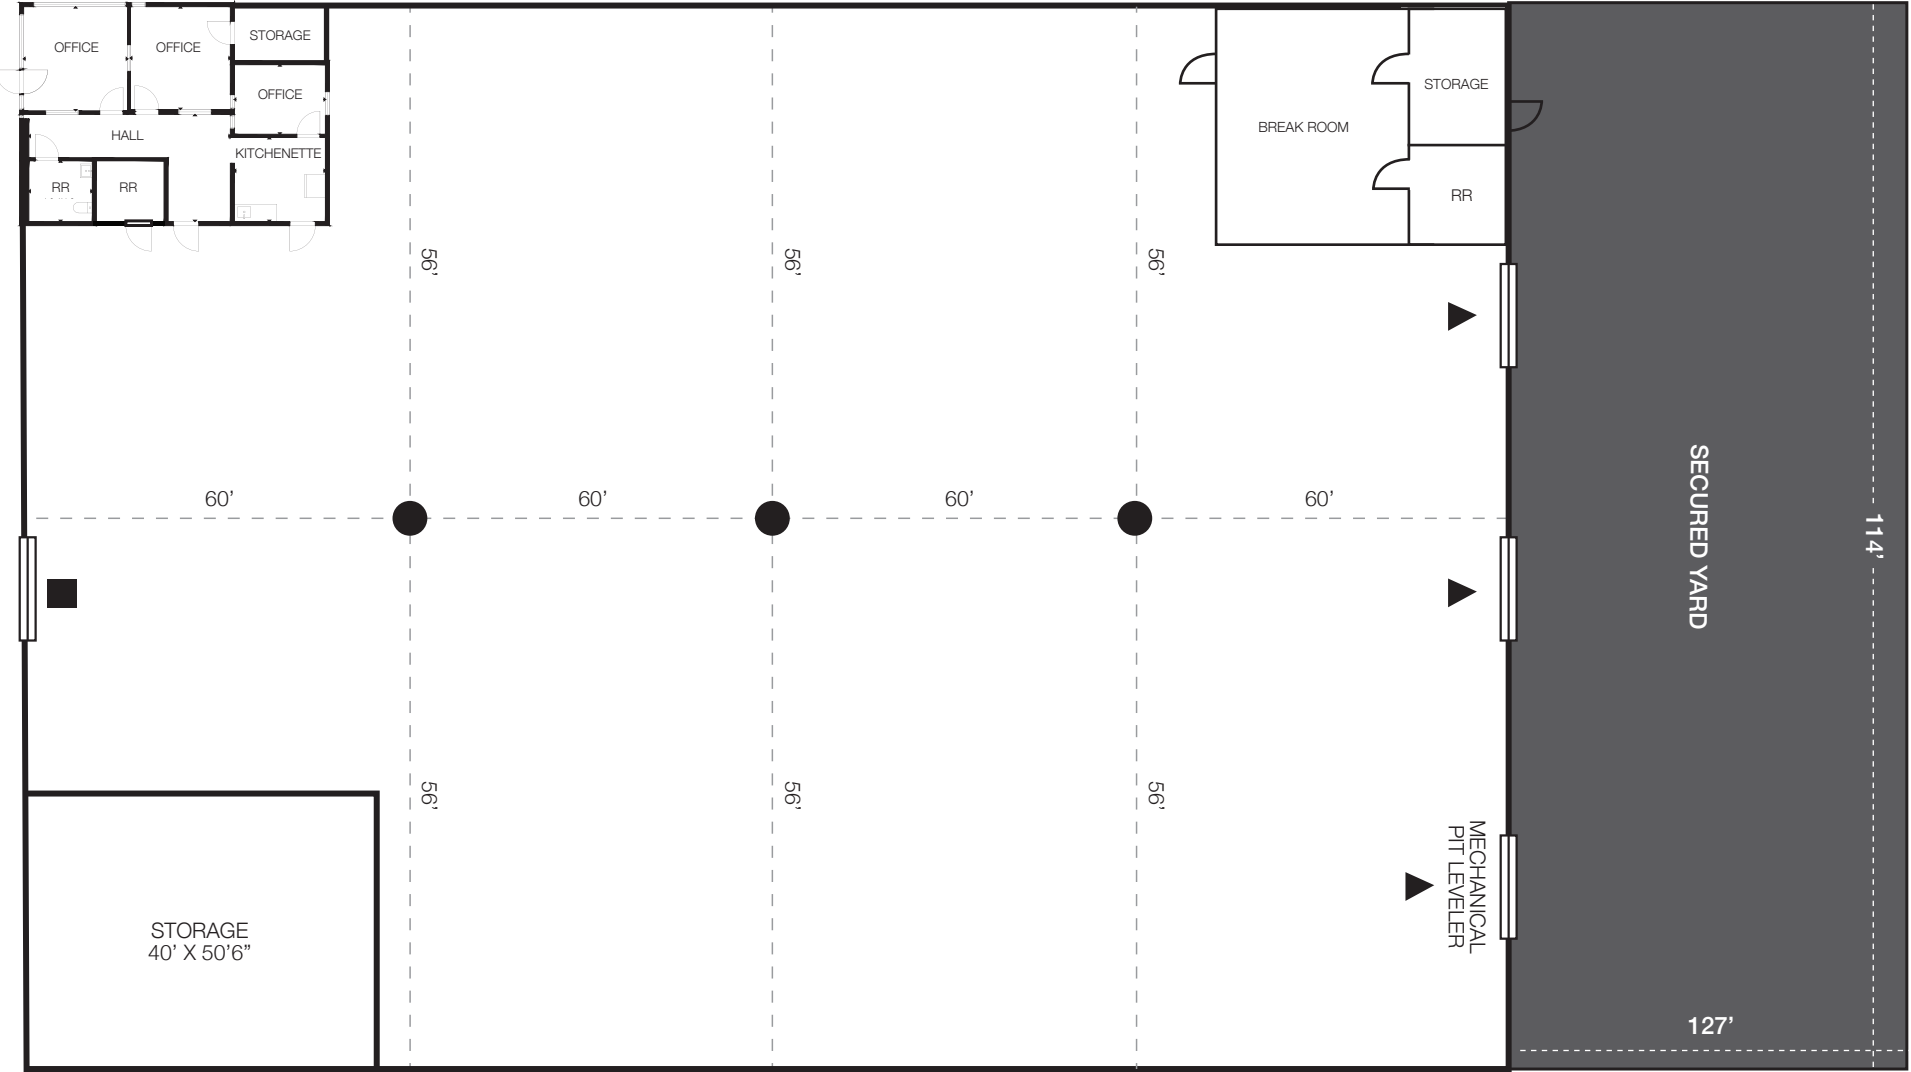 OFFICE
OFFICE
STORAGE
OFFICE
HALL
KITCHENETTE
RR
RR
BREAK ROOM
STORAGE
RR
56’
56’
56’
60’
60’
60’
60’
SECURED YARD
114’
56’
56’
56’
MECHANICAL
PIT LEVELER
STORAGE
40’ X 50’6”
127’